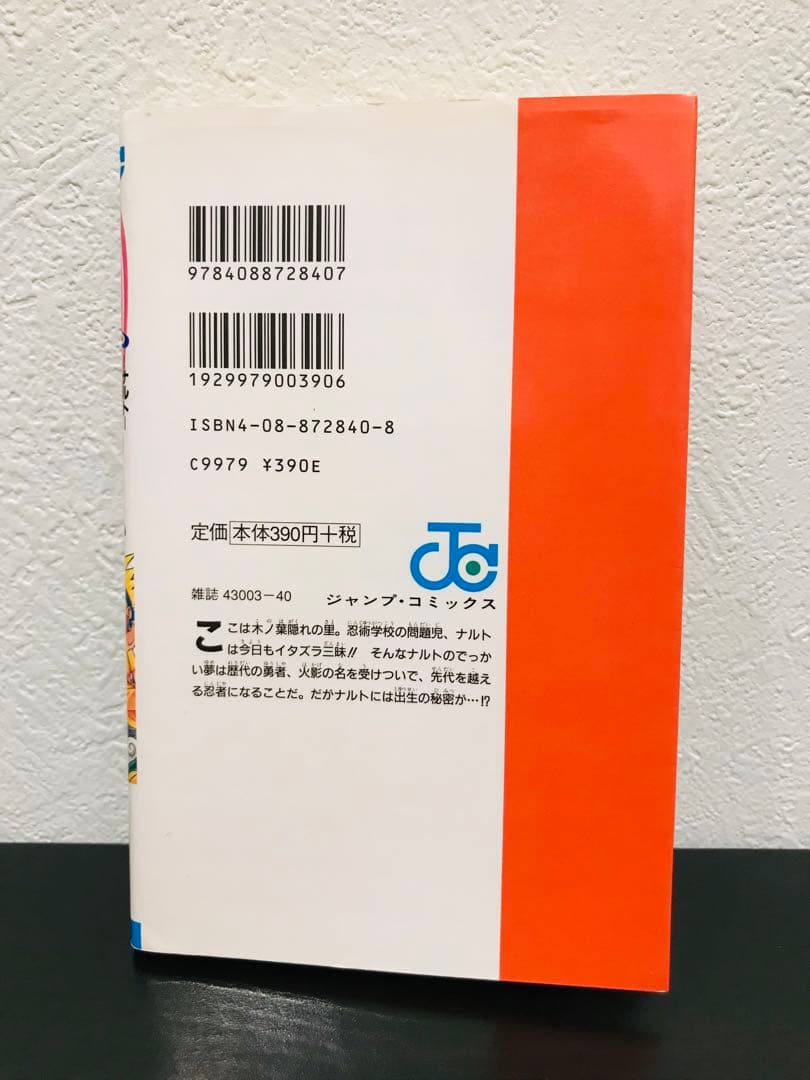 9784088728407
1929979003906
ISBN4-08-872840-8
C9979 ¥390E
定価 本体390円+税
雑誌 43003-40
ジャンプ・コミックス
ここは木ノ葉隠れの里。忍術学校の問題児、ナルト
は今日もイタズラ三昧!! そんなナルトのでっか
い夢は歴代の勇者、火影の名を受けついで、先代を越え
る忍者になることだ。だがナルトには出生の秘密が…!?